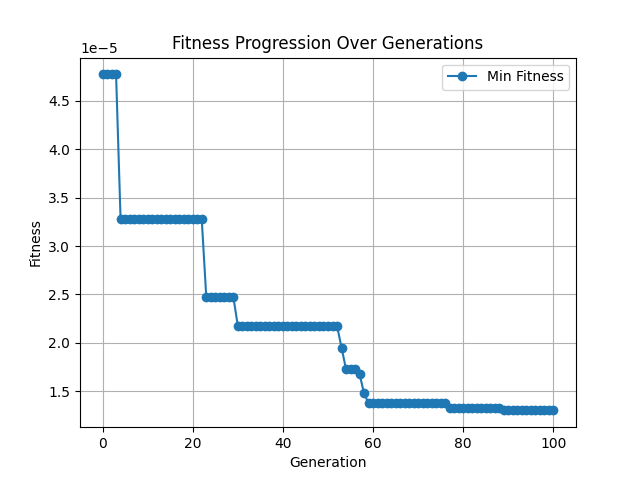 Fitness Progression Over Generations
1e−5
Min Fitness
4.5
4.0
3.5
3.0
2.5
2.0
1.5
Fitness
0 20 40 60 80 100
Generation